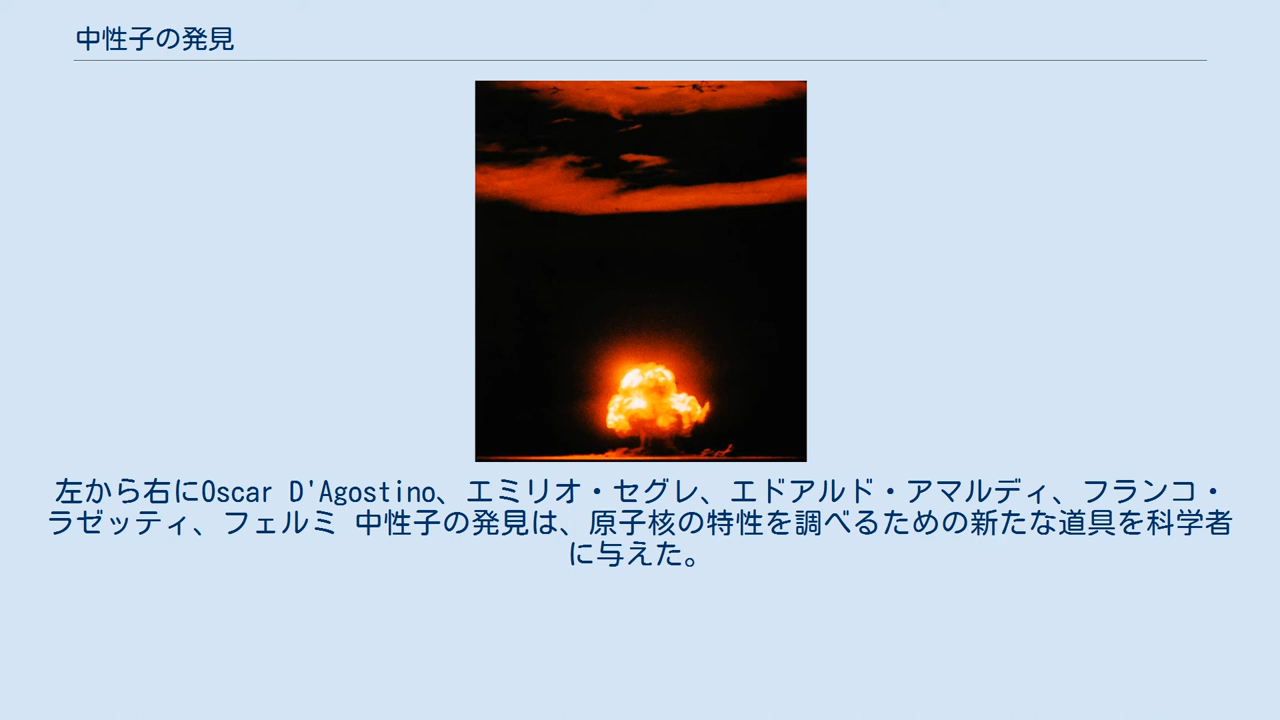 中性子の発見
左から右にOscar D'Agostino、エミリオ・セグレ、エドアルド・アマルディ、フランコ・
ラゼッティ、フェルミ 中性子の発見は、原子核の特性を調べるための新たな道具を科学者
に与えた。